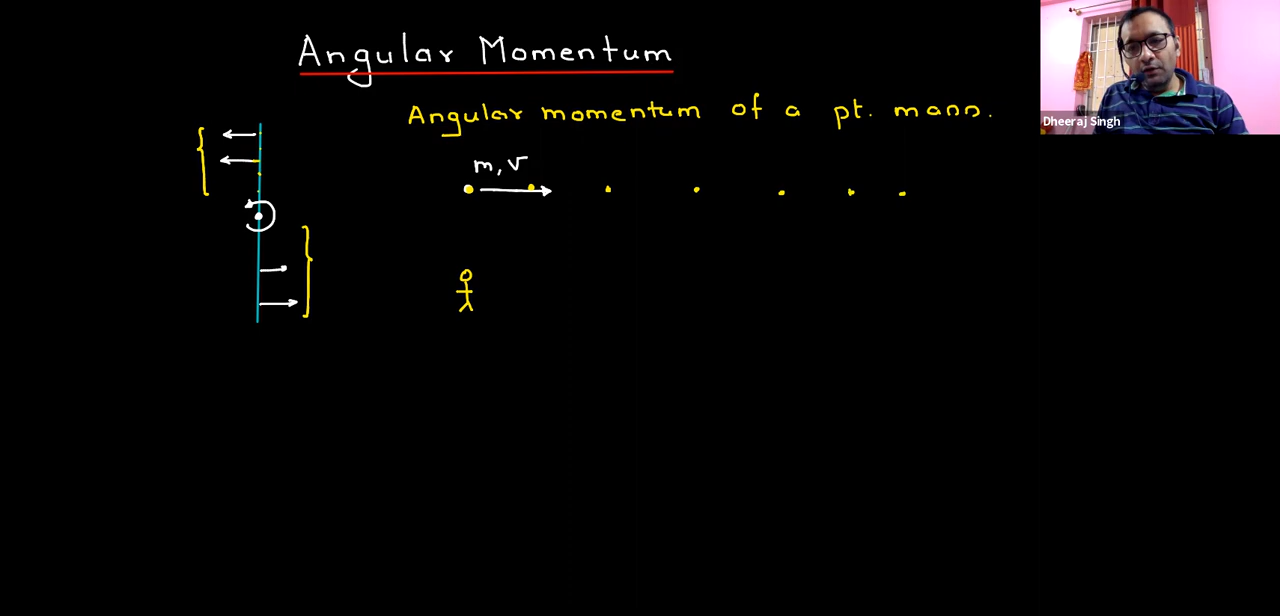 Angular Momentum
Angular momentum of a pt. mass.
m, v
Dheeraj Singh